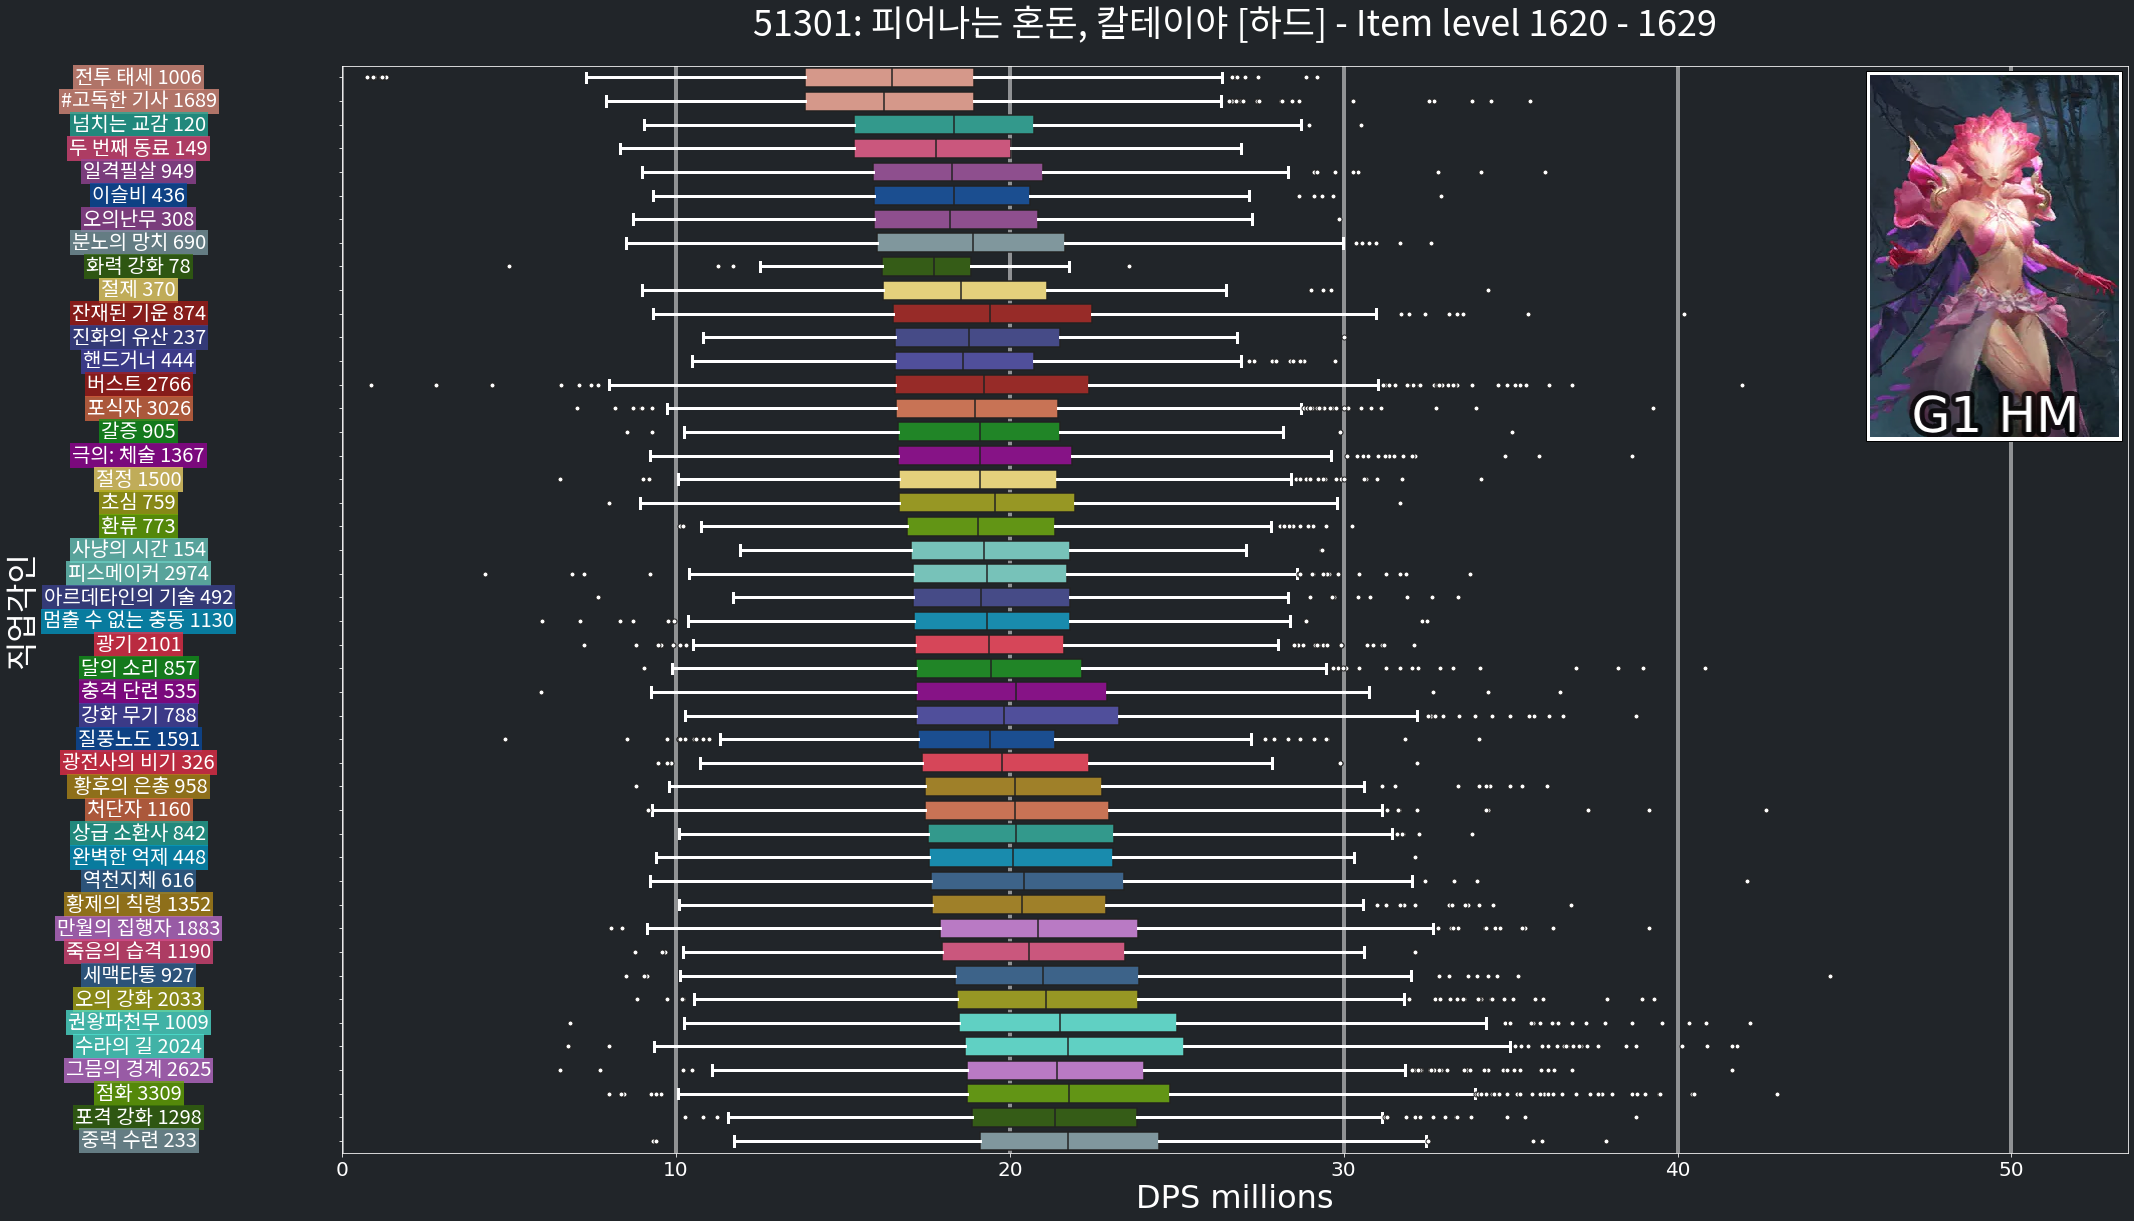 51301: 피어나는 혼돈, 칼테이야 [하드] - Item level 1620 - 1629
전투 태세 1006
#고독한 기사 1689
넘치는 교감 120
두 번째 동료 149
일격필살 949
이슬비 436
오의난무 308
분노의 망치 690
화력 강화 78
절제 370
잔재된 기운 874
진화의 유산 237
핸드거너 444
버스트 2766
포식자 3026
갈증 905
극의: 체술 1367
절정 1500
초심 759
환류 773
사냥의 시간 154
피스메이커 2974
아르데타인의 기술 492
멈출 수 없는 충동 1130
광기 2101
달의 소리 857
충격 단련 535
강화 무기 788
질풍노도 1591
광전사의 비기 326
황후의 은총 958
처단자 1160
상급 소환사 842
완벽한 억제 448
역천지체 616
황제의 칙령 1352
만월의 집행자 1883
죽음의 습격 1190
세맥타통 927
오의 강화 2033
권왕파천무 1009
수라의 길 2024
그믐의 경계 2625
점화 3309
포격 강화 1298
중력 수련 233
직업각인
G1 HM
0 10 20 30 40 50
DPS millions